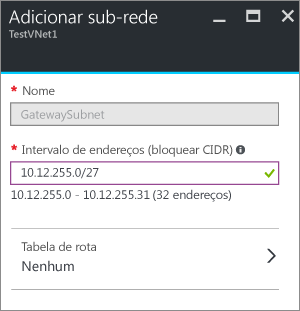 Adicionar sub-rede
TestVNet1
* Nome
GatewaySubnet
* Intervalo de endereços (bloquear CIDR)
10.12.255.0/27
10.12.255.0 - 10.12.255.31 (32 endereços)
Tabela de rota
Nenhum